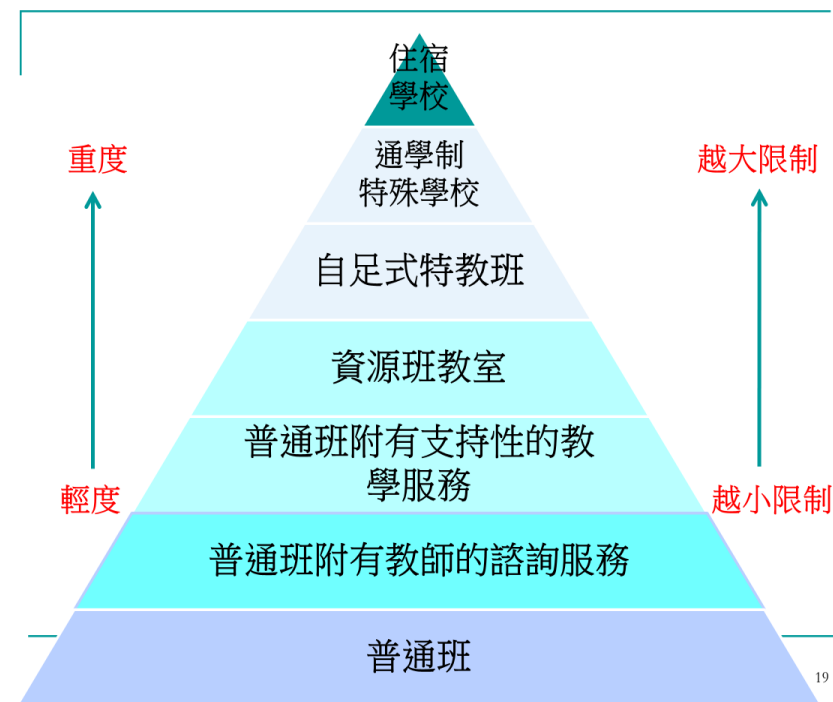 住宿
學校
重度
越大限制
通學制
特殊學校
自足式特教班
資源班教室
普通班附有支持性的教
學服務
輕度
越小限制
普通班附有教師的諮詢服務
普通班
19